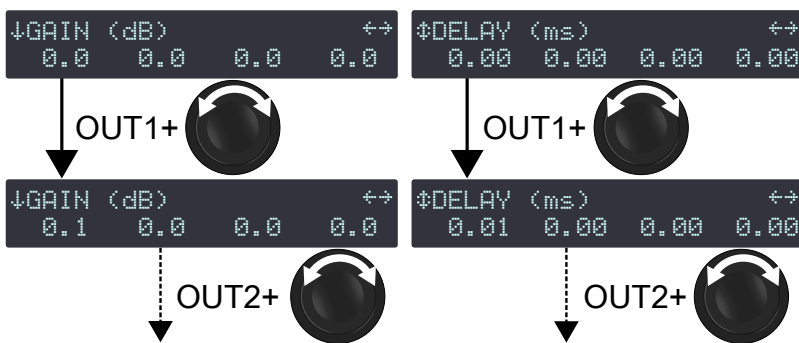 ↓GAIN (dB) ←→
0.0 0.0 0.0 0.0
↕DELAY (ms) ←→
0.00 0.00 0.00 0.00
OUT1+
OUT1+
↓GAIN (dB) ←→
0.1 0.0 0.0 0.0
↕DELAY (ms) ←→
0.01 0.00 0.00 0.00
OUT2+
OUT2+